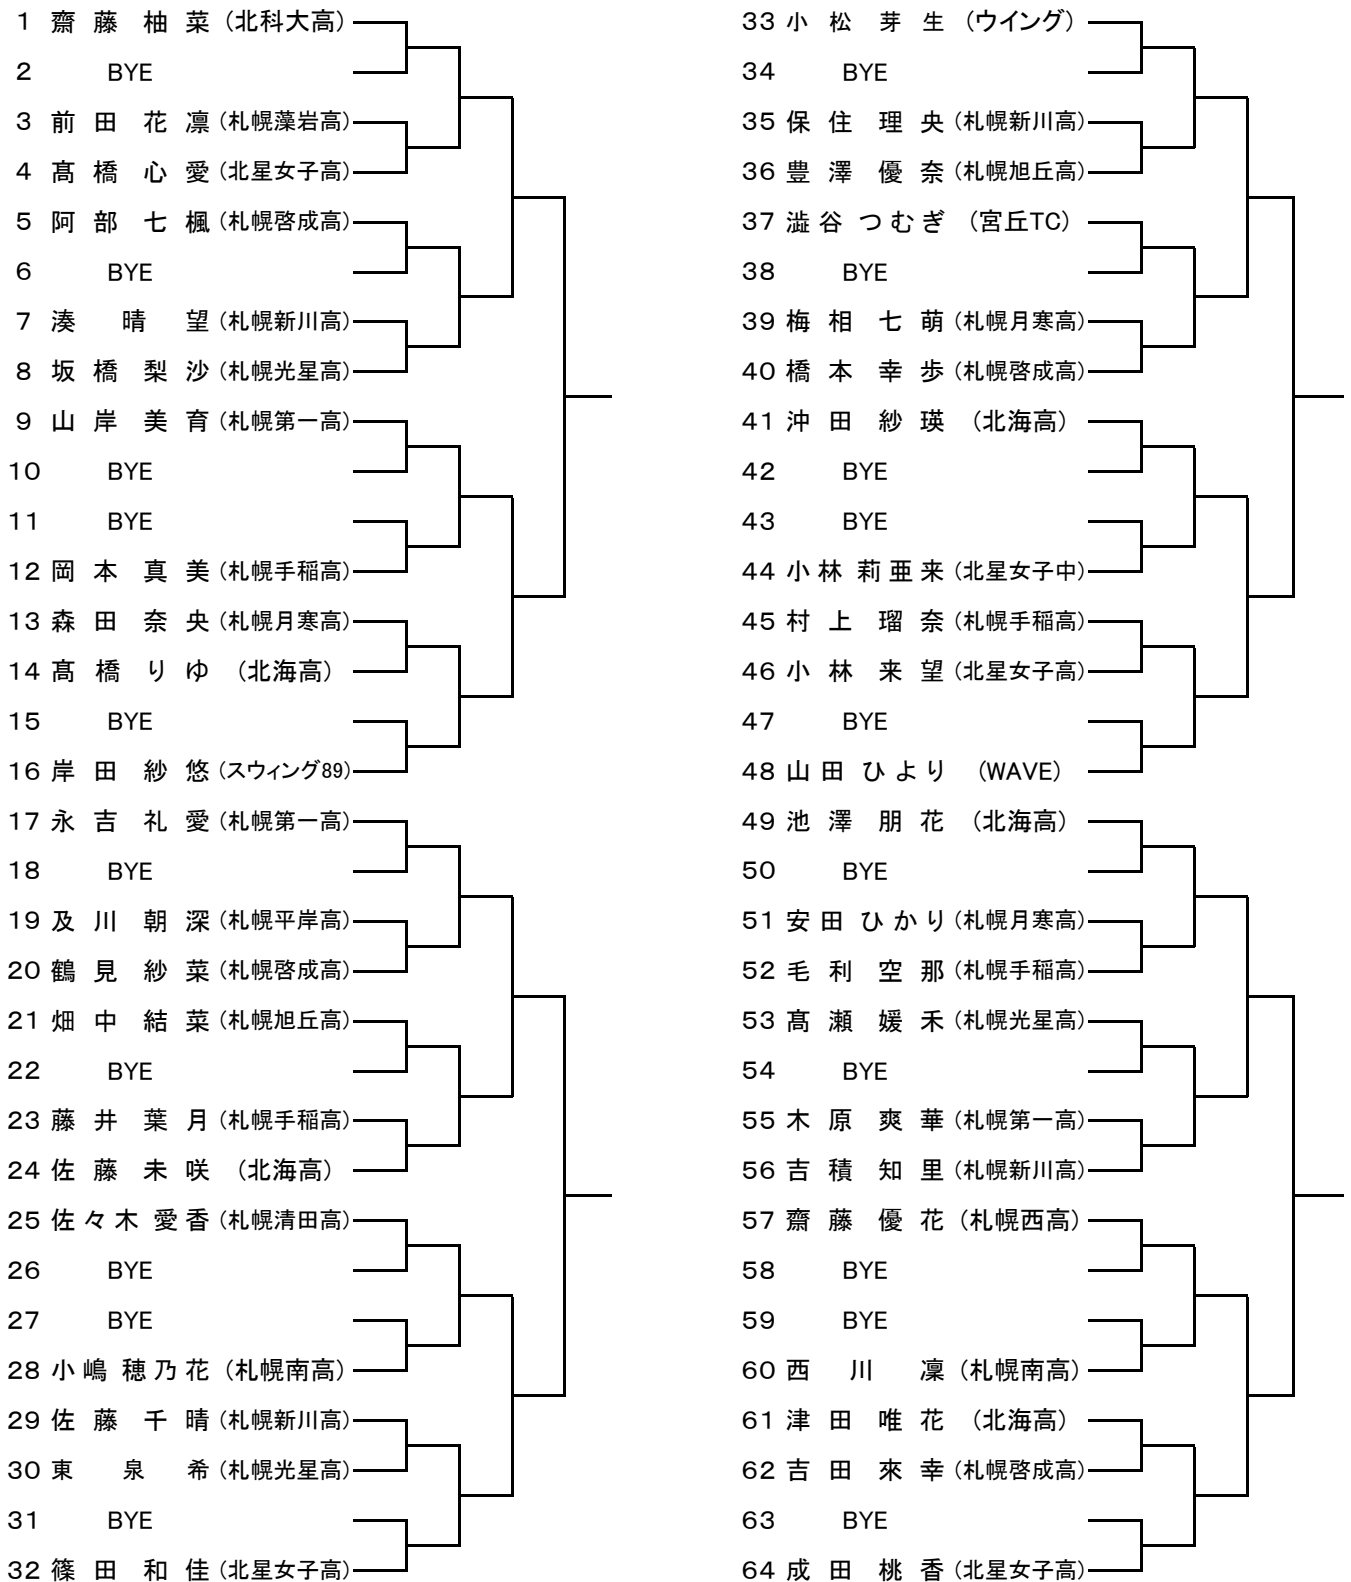 1 齋藤 柚菜 (北科大高)
2 BYE
3 前田 花凛 (札幌藻岩高)
4 髙橋 心愛 (北星女子高)
5 阿部 七楓 (札幌啓成高)
6 BYE
7 湊 晴望 (札幌新川高)
8 坂橋 梨沙 (札幌光星高)
9 山岸 美育 (札幌第一高)
10 BYE
11 BYE
12 岡本 真美 (札幌手稲高)
13 森田 奈央 (札幌月寒高)
14 髙橋 りゆ (北海高)
15 BYE
16 岸田 紗悠 (スウィング89)
17 永吉 礼愛 (札幌第一高)
18 BYE
19 及川 朝深 (札幌平岸高)
20 鶴見 紗菜 (札幌啓成高)
21 畑中 結菜 (札幌旭丘高)
22 BYE
23 藤井 葉月 (札幌手稲高)
24 佐藤 未咲 (北海高)
25 佐々木 愛香 (札幌清田高)
26 BYE
27 BYE
28 小嶋 穂乃花 (札幌南高)
29 佐藤 千晴 (札幌新川高)
30 東 泉希 (札幌光星高)
31 BYE
32 篠田 和佳 (北星女子高)
33 小松 芽生 (ウイング)
34 BYE
35 保住 理央 (札幌新川高)
36 豊澤 優奈 (札幌旭丘高)
37 澁谷 つむぎ (宮丘TC)
38 BYE
39 梅相 七萌 (札幌月寒高)
40 橋本 幸歩 (札幌啓成高)
41 沖田 紗瑛 (北海高)
42 BYE
43 BYE
44 小林 莉亜来 (北星女子中)
45 村上 瑠奈 (札幌手稲高)
46 小林 来望 (北星女子高)
47 BYE
48 山田 ひより (WAVE)
49 池澤 朋花 (北海高)
50 BYE
51 安田 ひかり (札幌月寒高)
52 毛利 空那 (札幌手稲高)
53 髙瀬 媛禾 (札幌光星高)
54 BYE
55 木原 爽華 (札幌第一高)
56 吉積 知里 (札幌新川高)
57 齋藤 優花 (札幌西高)
58 BYE
59 BYE
60 西川 凜 (札幌南高)
61 津田 唯花 (北海高)
62 吉田 來幸 (札幌啓成高)
63 BYE
64 成田 桃香 (北星女子高)